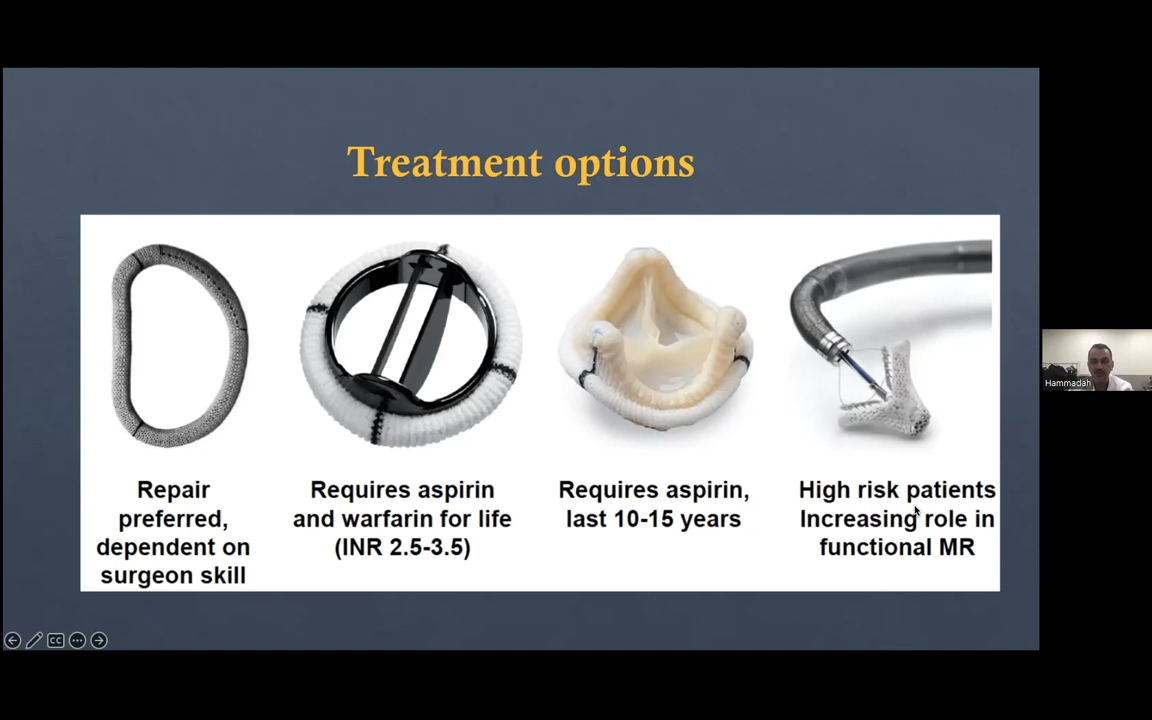 Treatment options
Repair
preferred,
dependent on
surgeon skill
Requires aspirin
and warfarin for life
(INR 2.5-3.5)
Requires aspirin,
last 10-15 years
High risk patients
Increasing role in
functional MR
Hammadah
CC